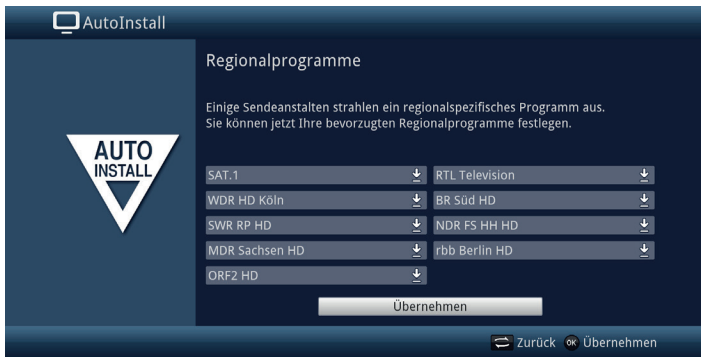 AutoInstall
Regionalprogramme
Einige Sendeanstalten strahlen ein regionalspezifisches Programm aus.
Sie können jetzt Ihre bevorzugten Regionalprogramme festlegen.
AUTO
INSTALL
SAT.1
RTL Television
WDR HD Köln
BR Süd HD
SWR RP HD
NDR FS HH HD
MDR Sachsen HD
rbb Berlin HD
ORF2 HD
Übernehmen
Zurück OK Übernehmen